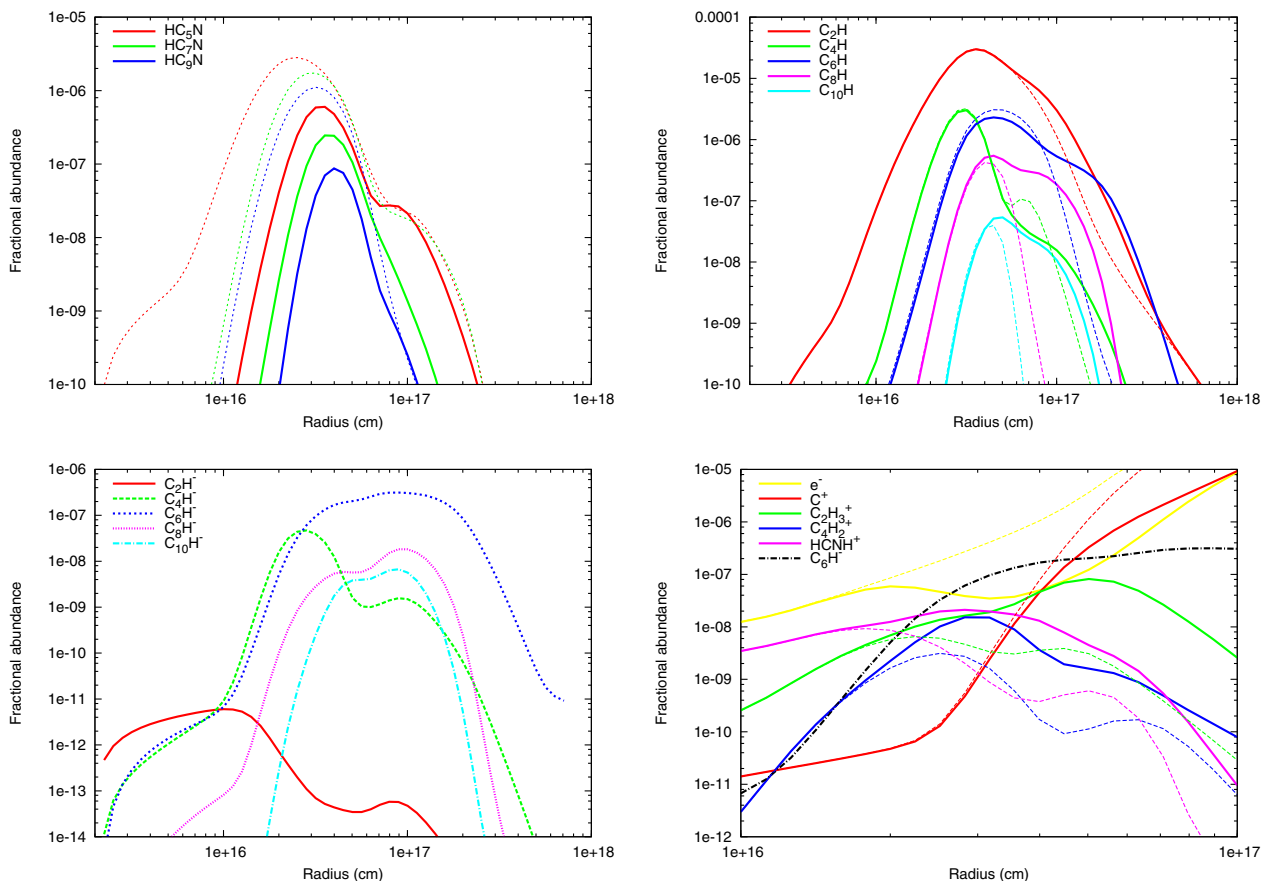 1e-05
1e-06
1e-07
1e-08
1e-09
1e-10
1e+16
1e+17
1e+18
Fractional abundance
Radius (cm)
HC5N
HC7N
HC9N
0.0001
1e-05
1e-06
1e-07
1e-08
1e-09
1e-10
1e+16
1e+17
1e+18
Fractional abundance
Radius (cm)
C2H
C4H
C6H
C8H
C10H
1e-06
1e-07
1e-08
1e-09
1e-10
1e-11
1e-12
1e-13
1e-14
1e+16
1e+17
1e+18
Fractional abundance
Radius (cm)
C2H-
C4H-
C6H-
C8H-
C10H-
1e-05
1e-06
1e-07
1e-08
1e-09
1e-10
1e-11
1e-12
1e+16
1e+17
Fractional abundance
Radius (cm)
e-
C+
C2H3+
C4H2+
HCNH+
C6H-